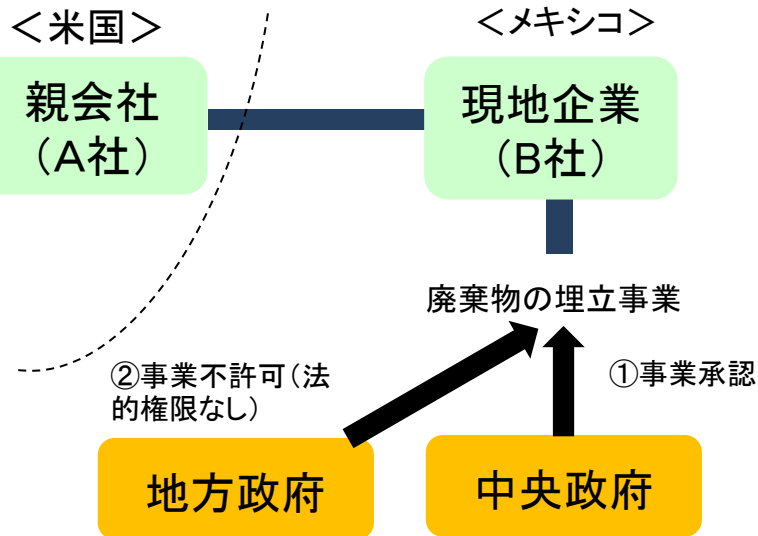 <米国>
<メキシコ>
親会社
(A社)
現地企業
(B社)
廃棄物の埋立事業
②事業不許可(法
的権限なし)
①事業承認
地方政府
中央政府